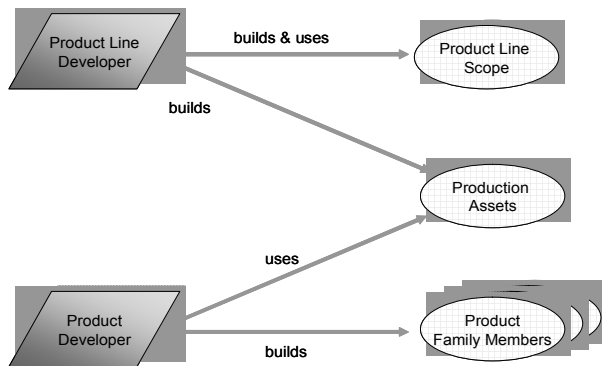 Product Line
Developer
builds & uses
Product Line
Scope
builds
Production
Assets
uses
Product
Developer
builds
Product
Family Members